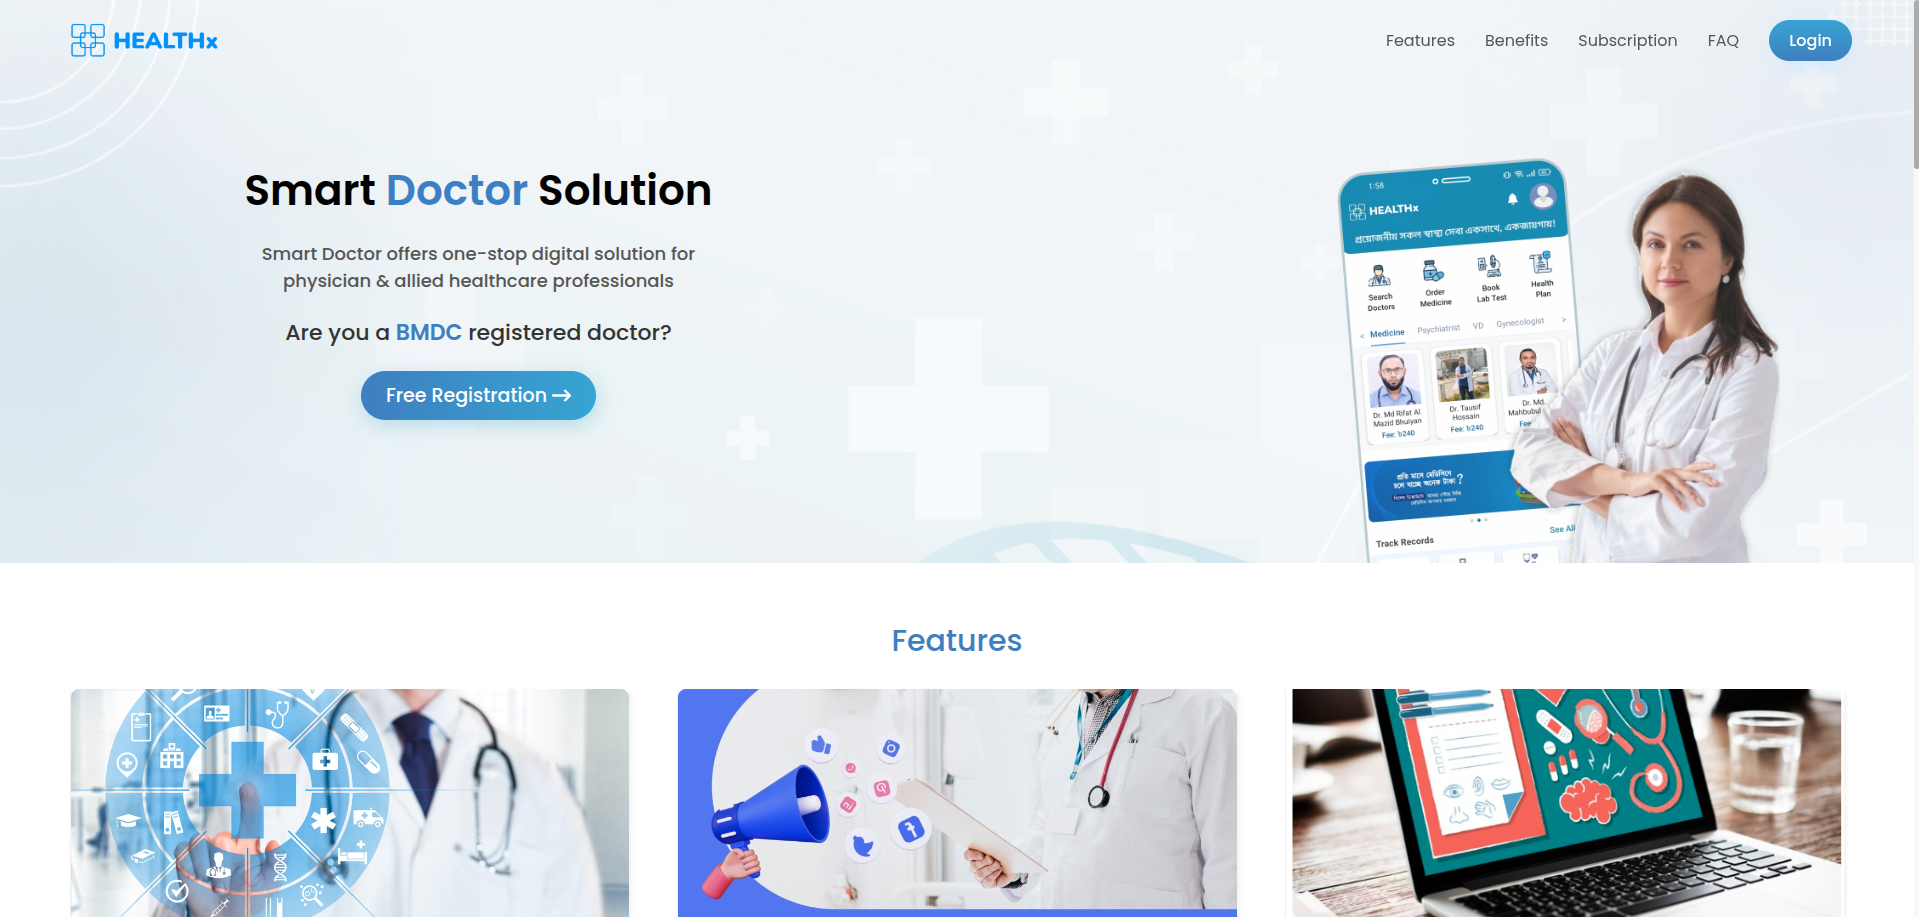 HEALTHx
Features
Benefits
Subscription
FAQ
Login
Smart Doctor Solution
Smart Doctor offers one-stop digital solution for
physician & allied healthcare professionals
Are you a BMDC registered doctor?
Free Registration →
1:58
HEALTHx
প্রয়োজনীয় সকল স্বাস্থ্য সেবা একসাথে, একজায়গায়!
Search
Doctors
Order
Medicine
Book
Lab Test
Health
Plan
< Medicine Psychiatrist VD Gynecologist >
Dr. Md Rifat Al
Mazid Bhuiyan
Fee: ৳240
Dr. Tausif
Hossain
Fee: ৳240
Dr. Md.
Mahbubul
Fee:
প্রতি মাসে মেডিসিনে
চলে যাচ্ছে অনেক টাকা ?
See All
Track Records
Features